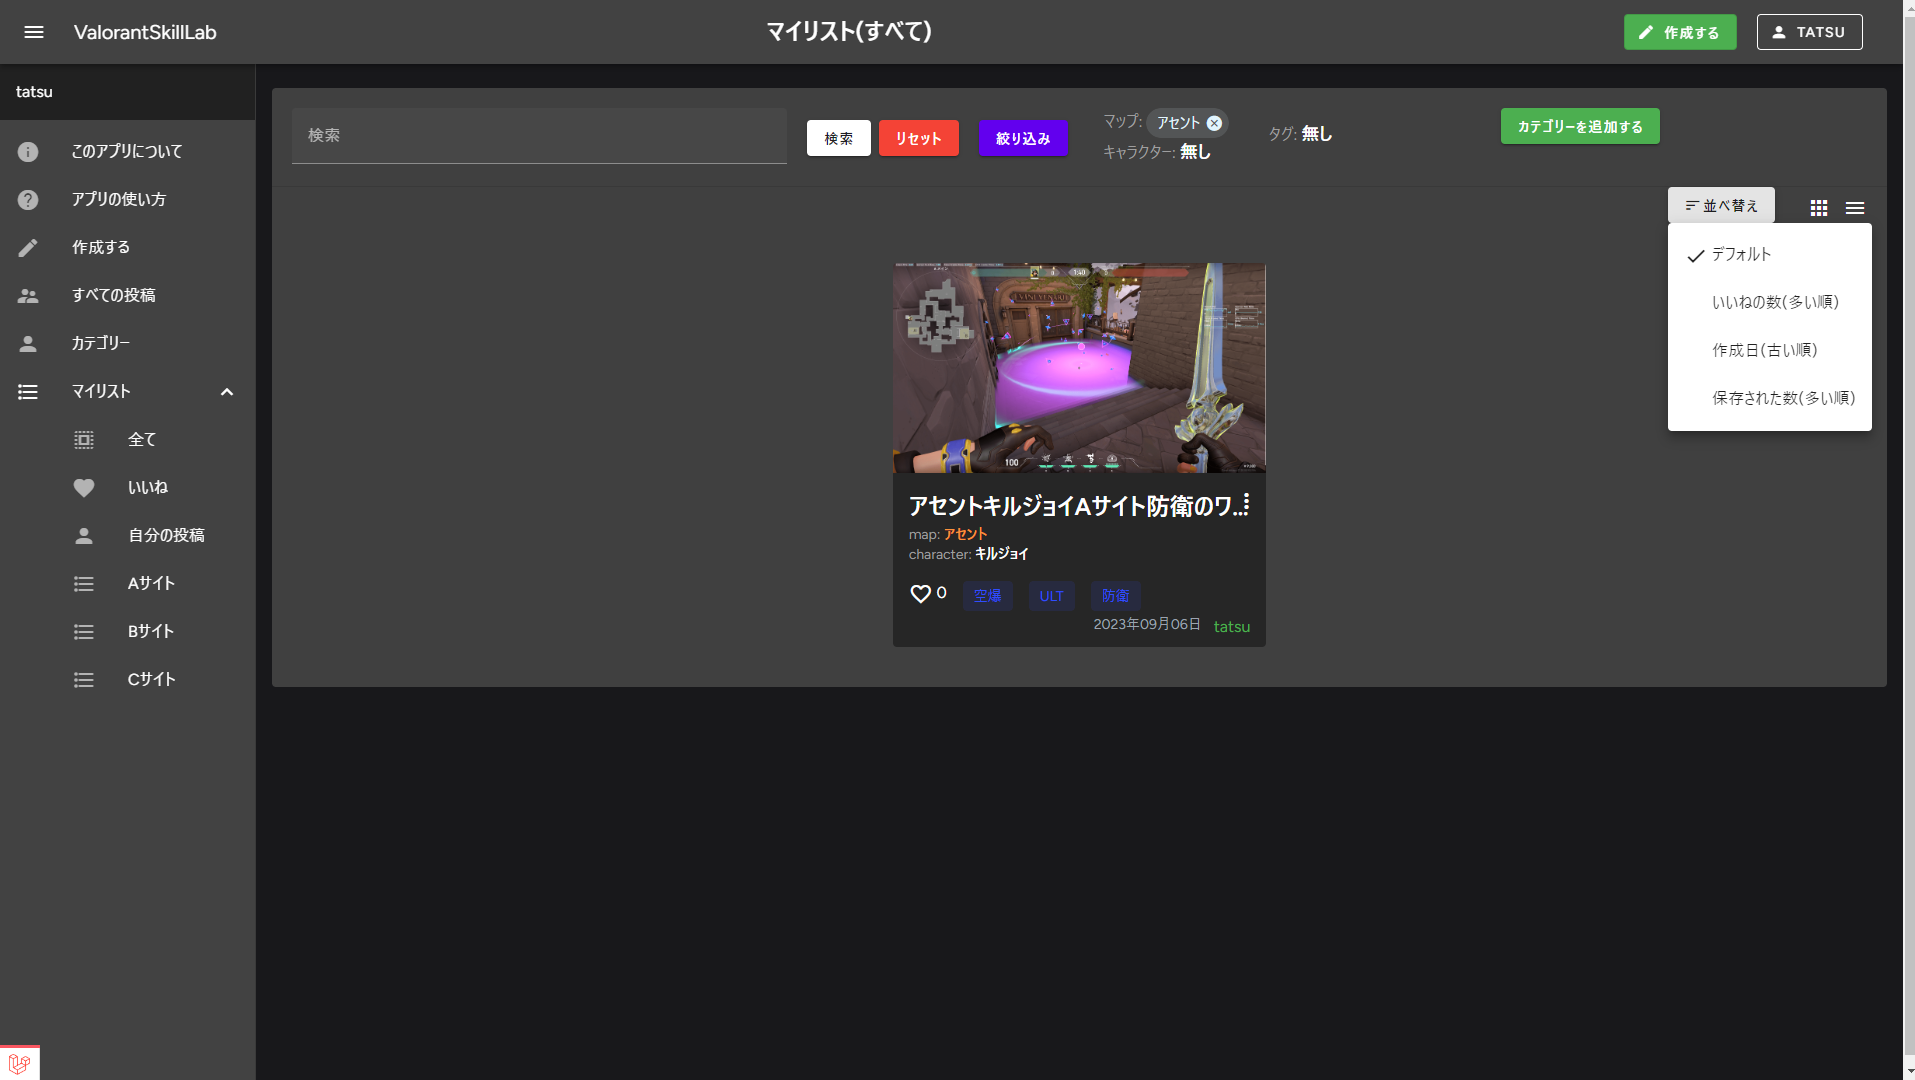 ValorantSkillLab
マイリスト(すべて)
作成する
TATSU
tatsu
このアプリについて
アプリの使い方
作成する
すべての投稿
カテゴリー
マイリスト
全て
いいね
自分の投稿
Aサイト
Bサイト
Cサイト
検索
検索
リセット
絞り込み
マップ: アセント
キャラクター: 無し
タグ: 無し
カテゴリーを追加する
並べ替え
デフォルト
いいねの数(多い順)
作成日(古い順)
保存された数(多い順)
1:40
100
アセントキルジョイAサイト防衛のワ...
map: アセント
character: キルジョイ
0
空爆
ULT
防衛
2023年09月06日
tatsu